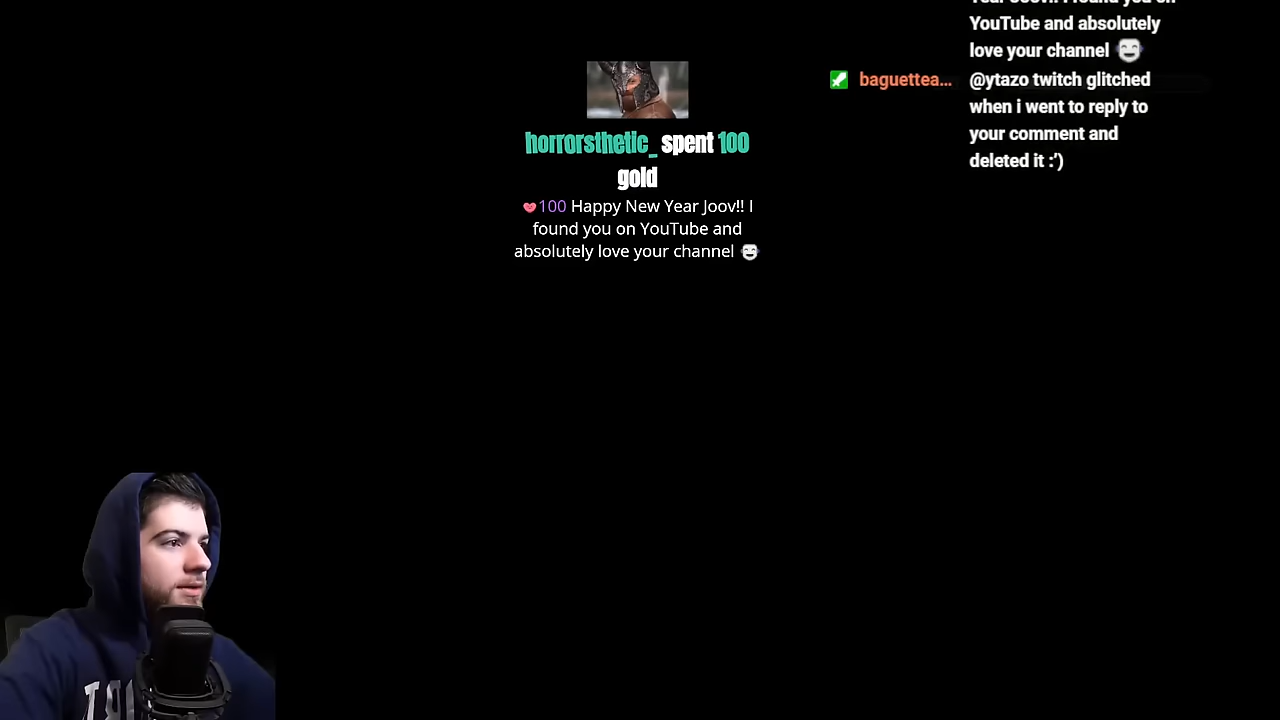 horrorsthetic_ spent 100
gold
100 Happy New Year Joov!! I
found you on YouTube and
absolutely love your channel
YouTube and absolutely
love your channel
baguettea... @ytazo twitch glitched
when i went to reply to
your comment and
deleted it :')